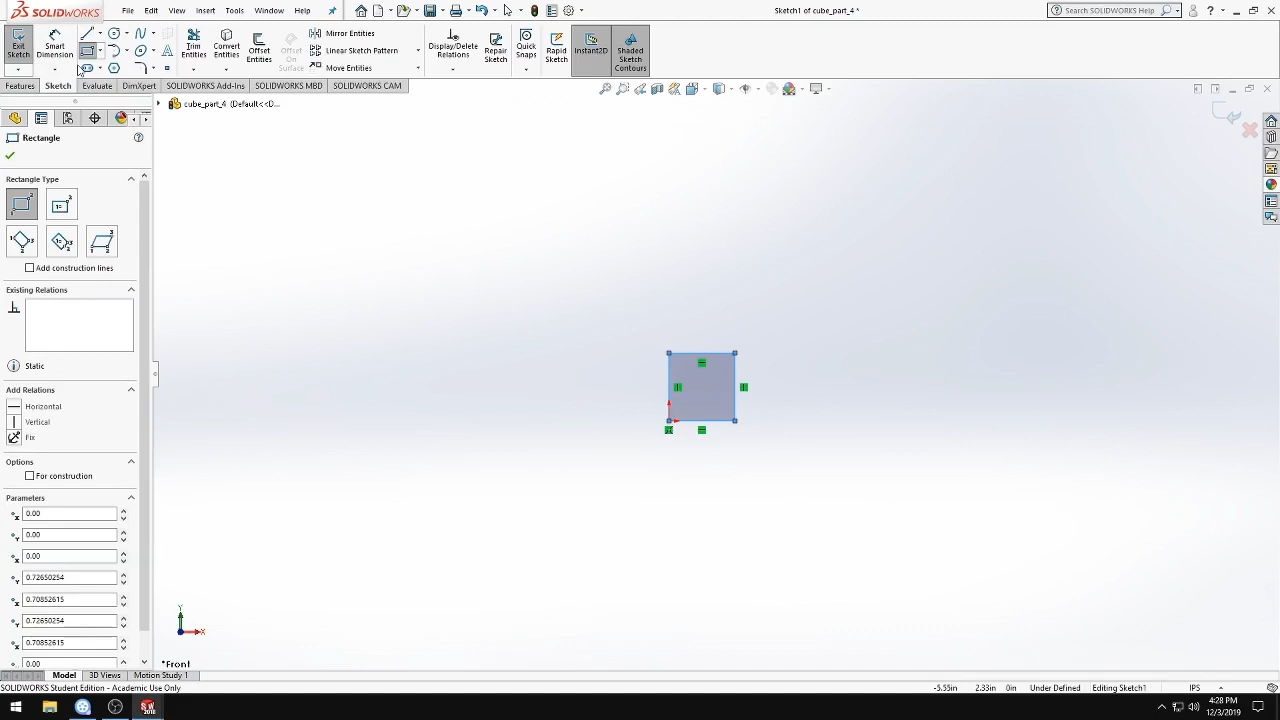 SOLIDWORKS File Edit View Insert Tools Window Help Sketch1 of cube_part_4 * Search SOLIDWORKS Help
Exit Sketch Smart Dimension Trim Entities Convert Entities Offset Entities Offset On Surface Mirror Entities Linear Sketch Pattern Move Entities Display/Delete Relations Repair Sketch Quick Snaps Rapid Sketch Instant2D Shaded Sketch Contours
Features Sketch Evaluate DimXpert SOLIDWORKS Add-Ins SOLIDWORKS MBD SOLIDWORKS CAM
cube_part_4 (Default<<D...
Rectangle
Rectangle Type
Add construction lines
Existing Relations
Static
Add Relations
Horizontal
Vertical
Fix
Options
For construction
Parameters
0.00
0.00
0.00
0.72650254
0.70852615
0.72650254
0.70852615
0.00
Y
X
*Front
Model 3D Views Motion Study 1
SOLIDWORKS Student Edition - Academic Use Only -5.55in 2.33in 0in Under Defined Editing Sketch1 IPS
4:28 PM
12/3/2019